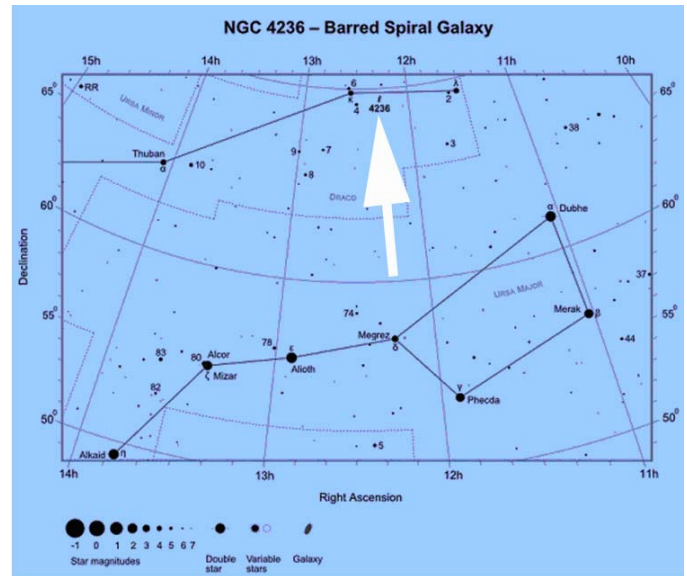 NGC 4236 – Barred Spiral Galaxy
15h 14h 13h 12h 11h 10h
65° 65°
RR
URSA MINOR
6
κ
4
4236
λ
2
38
Thuban
α
10
9
7
8
3
DRACO
60° 60°
α Dubhe
Declination
URSA MAJOR
37
55° 55°
74
Merak β
Megrez
δ
44
78
ε
Alioth
83
80
Alcor
ζ Mizar
82
γ
Phecda
50° 50°
5
Alkaid η
14h 13h 12h 11h
Right Ascension
-1 0 1 2 3 4 5 6 7
Star magnitudes
Double star
Variable stars
Galaxy